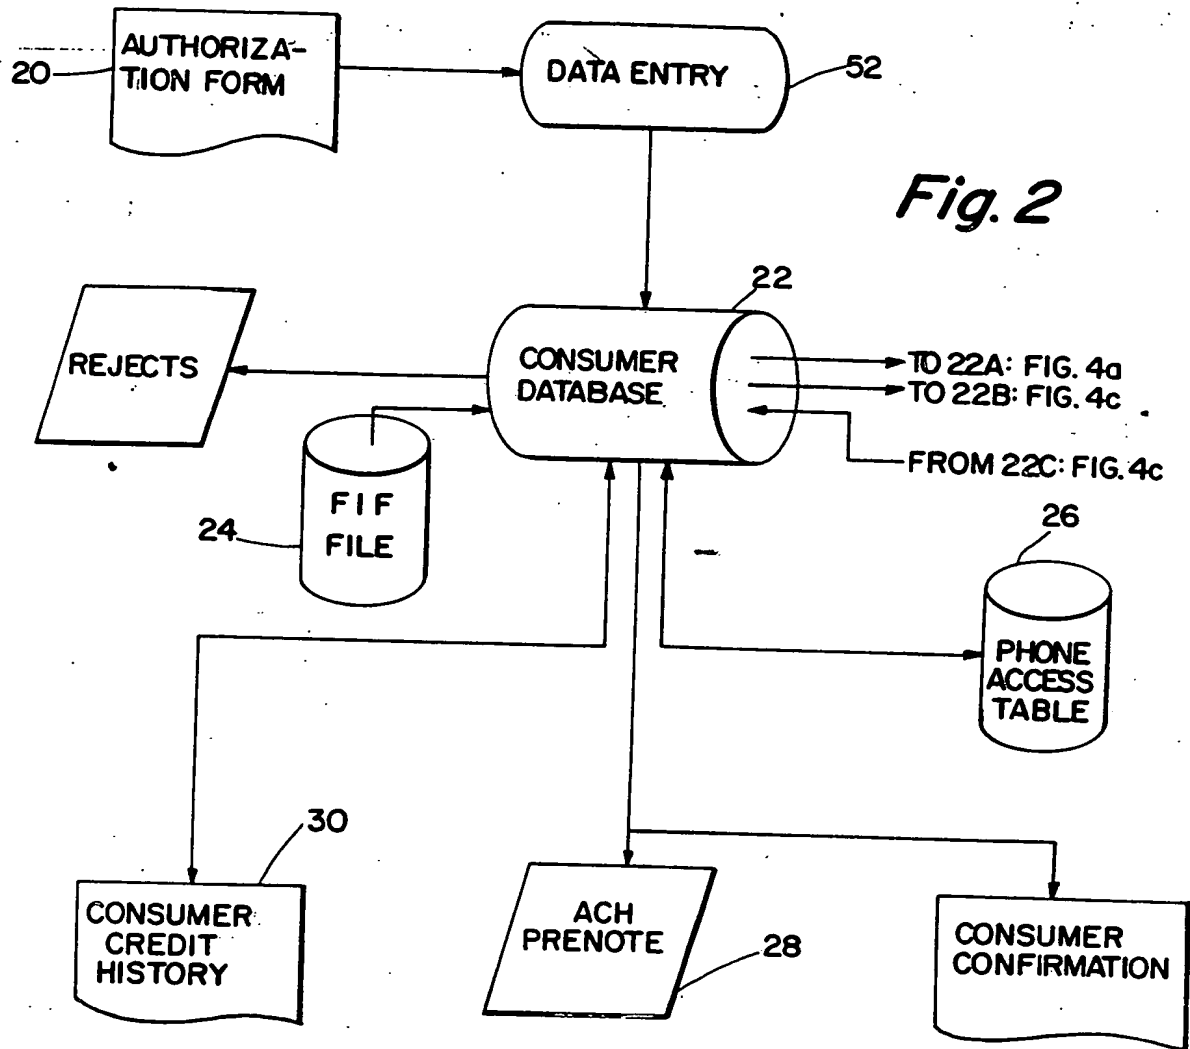 AUTHORIZA-
TION FORM
20
DATA ENTRY
52
Fig. 2
22
REJECTS
CONSUMER
DATABASE
TO 22A: FIG. 4a
TO 22B: FIG. 4c
FROM 22C: FIG. 4c
FIF
FILE
24
26
PHONE
ACCESS
TABLE
30
CONSUMER
CREDIT
HISTORY
ACH
PRENOTE
28
CONSUMER
CONFIRMATION